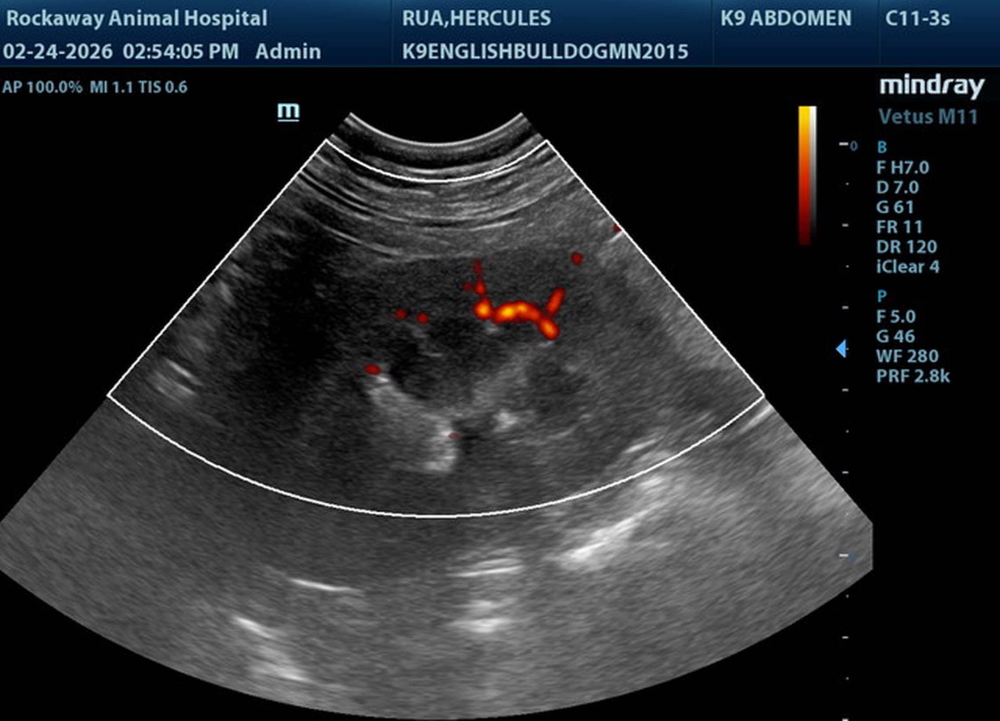 Rockaway Animal Hospital
02-24-2026 02:54:05 PM Admin
RUA,HERCULES
K9ENGLISHBULLDOGMN2015
K9 ABDOMEN
C11-3s
AP 100.0% MI 1.1 TIS 0.6
m
mindray
Vetus M11
0
B
F H7.0
D 7.0
G 61
FR 11
DR 120
iClear 4
P
F 5.0
G 46
WF 280
PRF 2.8k